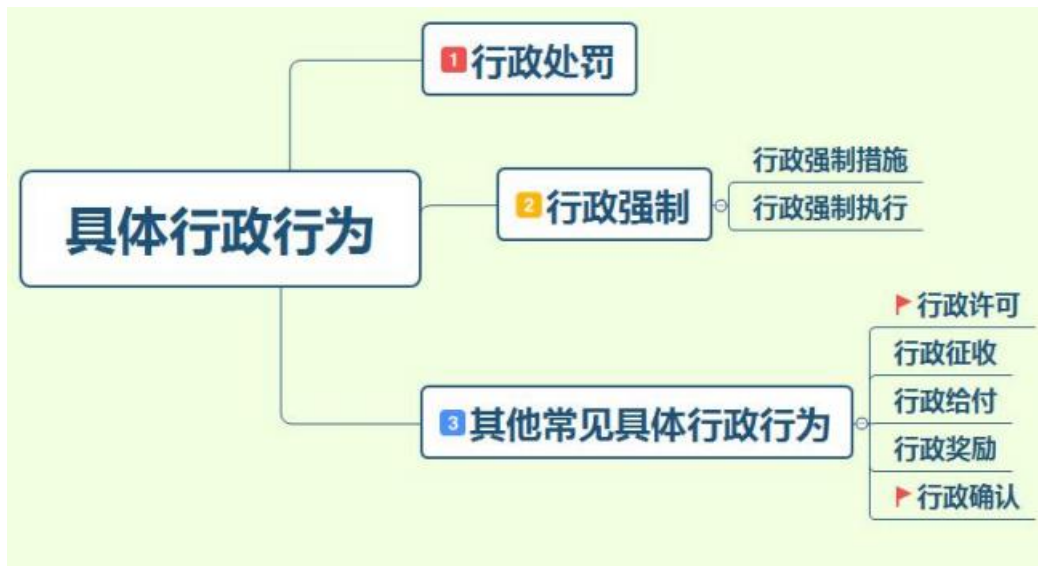 1 行政处罚
行政强制措施
具体行政行为
2 行政强制
行政强制执行
行政许可
行政征收
行政给付
3 其他常见具体行政行为
行政奖励
行政确认